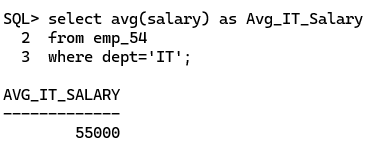 SQL> select avg(salary) as Avg_IT_Salary
  2  from emp_54
  3  where dept='IT';
AVG_IT_SALARY
-------------
        55000